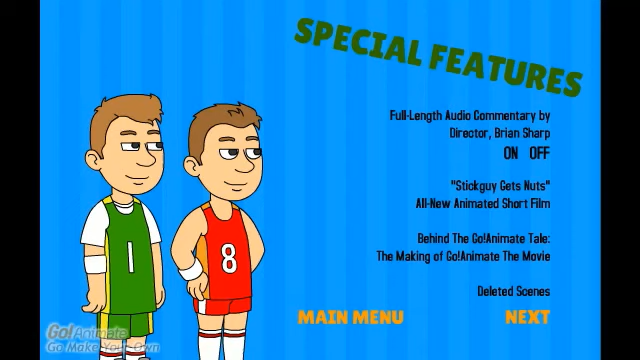 SPECIAL FEATURES
Full-Length Audio Commentary by
Director, Brian Sharp
ON OFF
"Stickguy Gets Nuts"
All-New Animated Short Film
Behind The Go!Animate Tale:
The Making of Go!Animate The Movie
Deleted Scenes
MAIN MENU NEXT
1
8
Go!Animate
Go Make Your Own